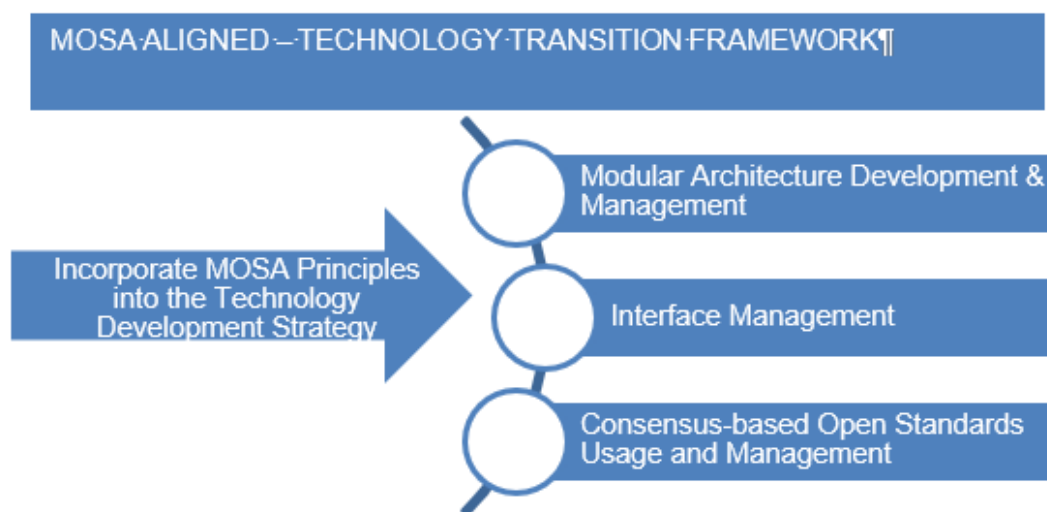 MOSA·ALIGNED·–·TECHNOLOGY·TRANSITION·FRAMEWORK¶
Modular Architecture Development &
Management
Incorporate MOSA Principles
into the Technology
Development Strategy
Interface Management
Consensus-based Open Standards
Usage and Management